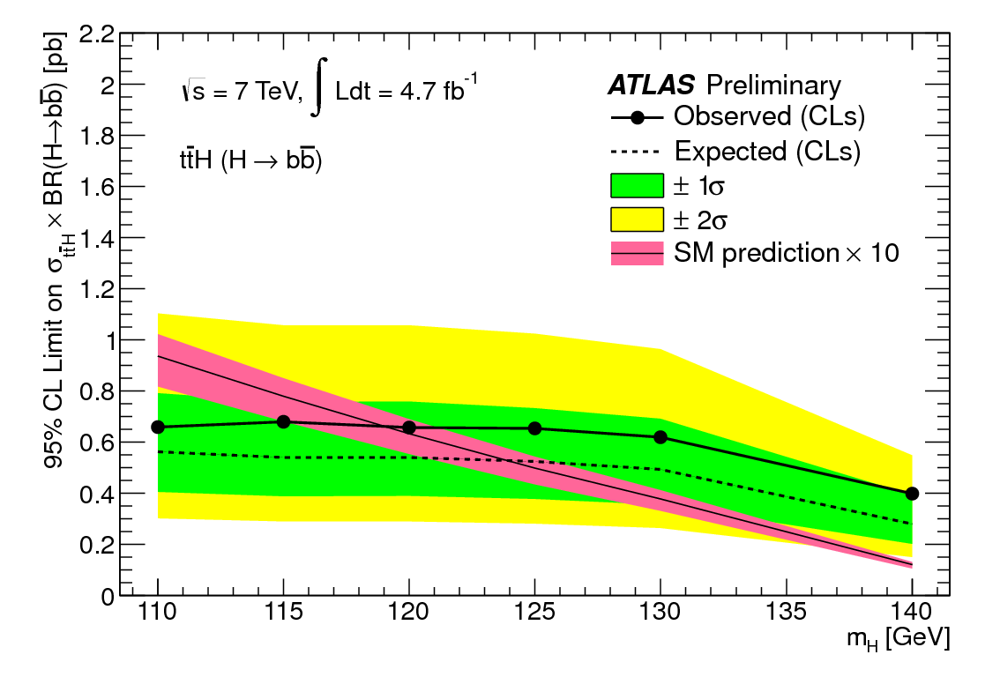 95% CL Limit on σ_tt̄H × BR(H→bb̄) [pb]
2.2
2
1.8
1.6
1.4
1.2
1
0.8
0.6
0.4
0.2
0
√s = 7 TeV, ∫ Ldt = 4.7 fb⁻¹
tt̄H (H → bb̄)
ATLAS Preliminary
Observed (CLs)
Expected (CLs)
± 1σ
± 2σ
SM prediction × 10
110 115 120 125 130 135 140
m_H [GeV]